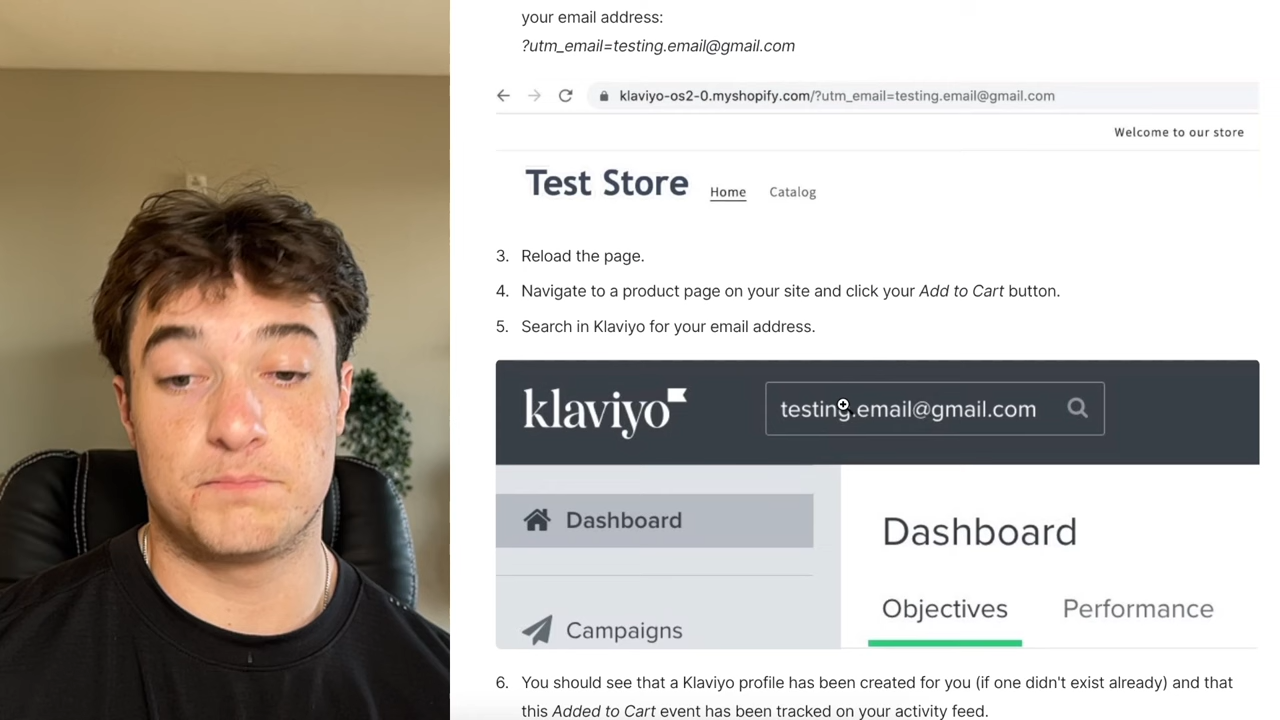 your email address:
?utm_email=testing.email@gmail.com
klaviyo-os2-0.myshopify.com/?utm_email=testing.email@gmail.com
Welcome to our store
Test Store
Home
Catalog
3. Reload the page.
4. Navigate to a product page on your site and click your Add to Cart button.
5. Search in Klaviyo for your email address.
klaviyo
testing.email@gmail.com
Dashboard
Dashboard
Objectives
Performance
Campaigns
6. You should see that a Klaviyo profile has been created for you (if one didn't exist already) and that
this Added to Cart event has been tracked on your activity feed.